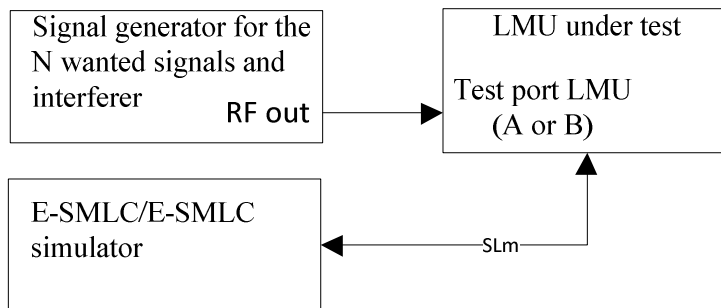 Signal generator for the
N wanted signals and
interferer
RF out
LMU under test
Test port LMU
(A or B)
E-SMLC/E-SMLC
simulator
SLm